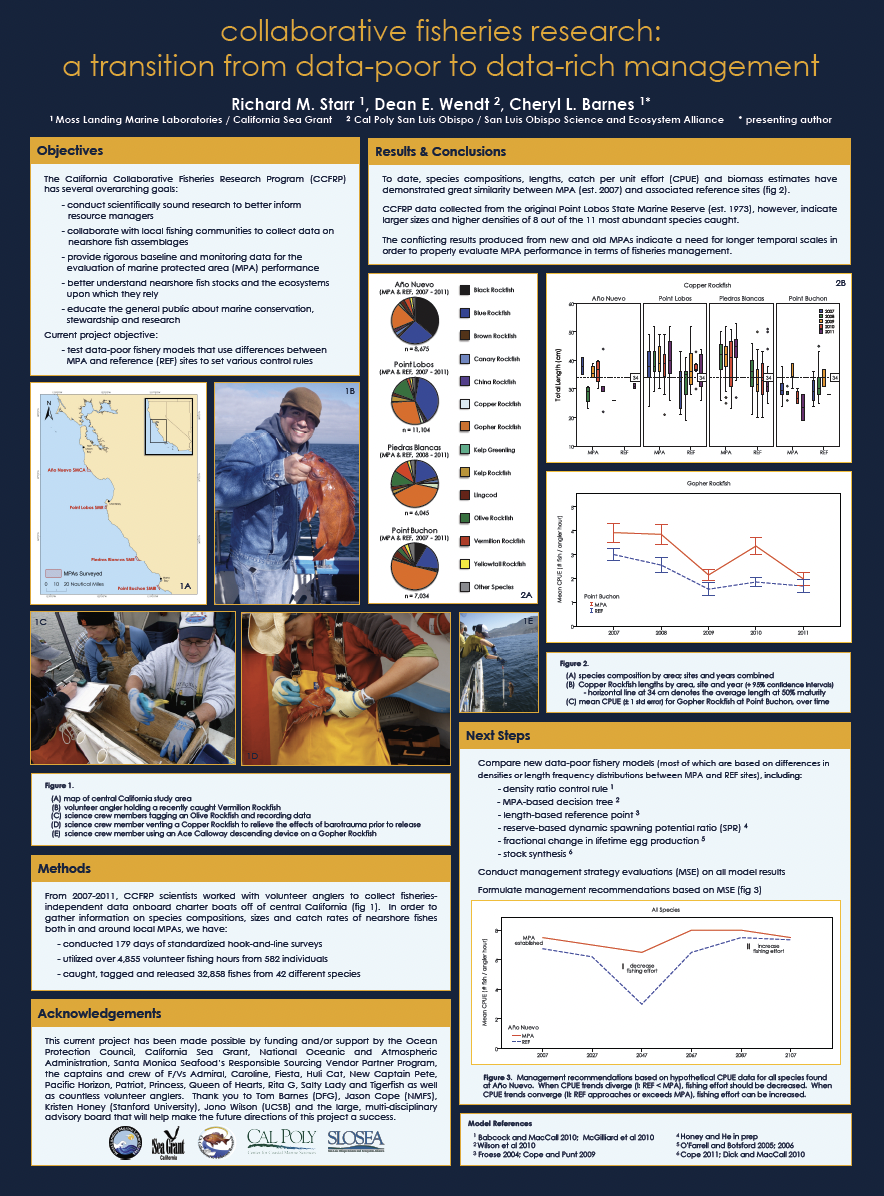 collaborative fisheries research:
a transition from data-poor to data-rich management
Richard M. Starr 1, Dean E. Wendt 2, Cheryl L. Barnes 1*
1 Moss Landing Marine Laboratories / California Sea Grant 2 Cal Poly San Luis Obispo / San Luis Obispo Science and Ecosystem Alliance * presenting author
Objectives
The California Collaborative Fisheries Research Program (CCFRP)
has several overarching goals:
- conduct scientifically sound research to better inform
resource managers
- collaborate with local fishing communities to collect data on
nearshore fish assemblages
- provide rigorous baseline and monitoring data for the
evaluation of marine protected area (MPA) performance
- better understand nearshore fish stocks and the ecosystems
upon which they rely
- educate the general public about marine conservation,
stewardship and research
Current project objective:
- test data-poor fishery models that use differences between
MPA and reference (REF) sites to set various control rules
Results & Conclusions
To date, species compositions, lengths, catch per unit effort (CPUE) and biomass estimates have
demonstrated great similarity between MPA (est. 2007) and associated reference sites (fig 2).
CCFRP data collected from the original Point Lobos State Marine Reserve (est. 1973), however, indicate
larger sizes and higher densities of 8 out of the 11 most abundant species caught.
The conflicting results produced from new and old MPAs indicate a need for longer temporal scales in
order to properly evaluate MPA performance in terms of fisheries management.
N
Año Nuevo SMCA
Point Lobos SMR
Piedras Blancas SMR
Point Buchon SMR
MPAs Surveyed
0 10 20 Nautical Miles
1A
1B
Año Nuevo
(MPA & REF, 2007 - 2011)
n = 8,675
Point Lobos
(MPA & REF, 2007 - 2011)
n = 11,104
Piedras Blancas
(MPA & REF, 2008 - 2011)
n = 6,045
Point Buchon
(MPA & REF, 2007 - 2011)
n = 7,034
Black Rockfish
Blue Rockfish
Brown Rockfish
Canary Rockfish
China Rockfish
Copper Rockfish
Gopher Rockfish
Kelp Greenling
Kelp Rockfish
Lingcod
Olive Rockfish
Vermilion Rockfish
Yellowtail Rockfish
Other Species
2A
Copper Rockfish
2B
Año Nuevo Point Lobos Piedras Blancas Point Buchon
2007
2008
2009
2010
2011
Total Length (cm)
60
50
40
30
20
10
34 34 34 34
MPA REF MPA REF MPA REF MPA REF
Gopher Rockfish
Mean CPUE (# fish / angler hour)
5
4
3
2
1
0
Point Buchon
MPA
REF
2007 2008 2009 2010 2011
1C
1D
1E
Figure 2.
(A) species composition by area; sites and years combined
(B) Copper Rockfish lengths by area, site and year (+ 95% confidence intervals)
- horizontal line at 34 cm denotes the average length at 50% maturity
(C) mean CPUE (± 1 std error) for Gopher Rockfish at Point Buchon, over time
Figure 1.
(A) map of central California study area
(B) volunteer angler holding a recently caught Vermilion Rockfish
(C) science crew members tagging an Olive Rockfish and recording data
(D) science crew member venting a Copper Rockfish to relieve the effects of barotrauma prior to release
(E) science crew member using an Ace Calloway descending device on a Gopher Rockfish
Methods
From 2007-2011, CCFRP scientists worked with volunteer anglers to collect fisheries-
independent data onboard charter boats off of central California (fig 1). In order to
gather information on species compositions, sizes and catch rates of nearshore fishes
both in and around local MPAs, we have:
- conducted 179 days of standardized hook-and-line surveys
- utilized over 4,855 volunteer fishing hours from 582 individuals
- caught, tagged and released 32,858 fishes from 42 different species
Acknowledgements
This current project has been made possible by funding and/or support by the Ocean
Protection Council, California Sea Grant, National Oceanic and Atmospheric
Administration, Santa Monica Seafood's Responsible Sourcing Vendor Partner Program,
the captains and crew of F/Vs Admiral, Caroline, Fiesta, Huli Cat, New Captain Pete,
Pacific Horizon, Patriot, Princess, Queen of Hearts, Rita G, Salty Lady and Tigerfish as well
as countless volunteer anglers. Thank you to Tom Barnes (DFG), Jason Cope (NMFS),
Kristen Honey (Stanford University), Jono Wilson (UCSB) and the large, multi-disciplinary
advisory board that will help make the future directions of this project a success.
Sea Grant
California
CAL POLY
Center for Coastal Marine Sciences
SLOSEA
Next Steps
Compare new data-poor fishery models (most of which are based on differences in
densities or length frequency distributions between MPA and REF sites), including:
- density ratio control rule 1
- MPA-based decision tree 2
- length-based reference point 3
- reserve-based dynamic spawning potential ratio (SPR) 4
- fractional change in lifetime egg production 5
- stock synthesis 6
Conduct management strategy evaluations (MSE) on all model results
Formulate management recommendations based on MSE (fig 3)
All Species
Mean CPUE (# fish / angler hour)
8
6
4
2
0
MPA
established
I decrease
fishing effort
II increase
fishing effort
Año Nuevo
MPA
REF
2007 2027 2047 2067 2087 2107
Figure 3. Management recommendations based on hypothetical CPUE data for all species found
at Año Nuevo. When CPUE trends diverge (I: REF < MPA), fishing effort should be decreased. When
CPUE trends converge (II: REF approaches or exceeds MPA), fishing effort can be increased.
Model References
1 Babcock and MacCall 2010; McGilliard et al 2010
2 Wilson et al 2010
3 Froese 2004; Cope and Punt 2009
4 Honey and He in prep
5 O'Farrell and Botsford 2005; 2006
6 Cope 2011; Dick and MacCall 2010